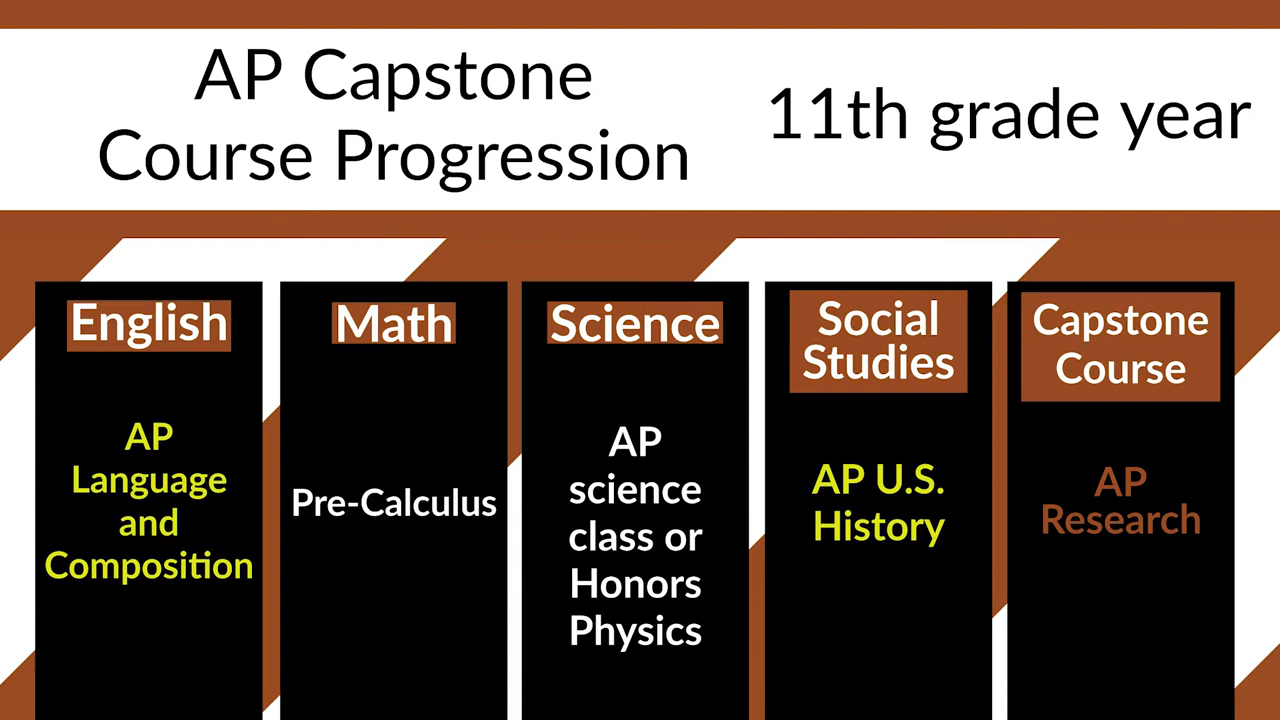 AP Capstone
Course Progression
11th grade year
English
AP
Language
and
Composition
Math
Pre-Calculus
Science
AP
science
class or
Honors
Physics
Social
Studies
AP U.S.
History
Capstone
Course
AP
Research